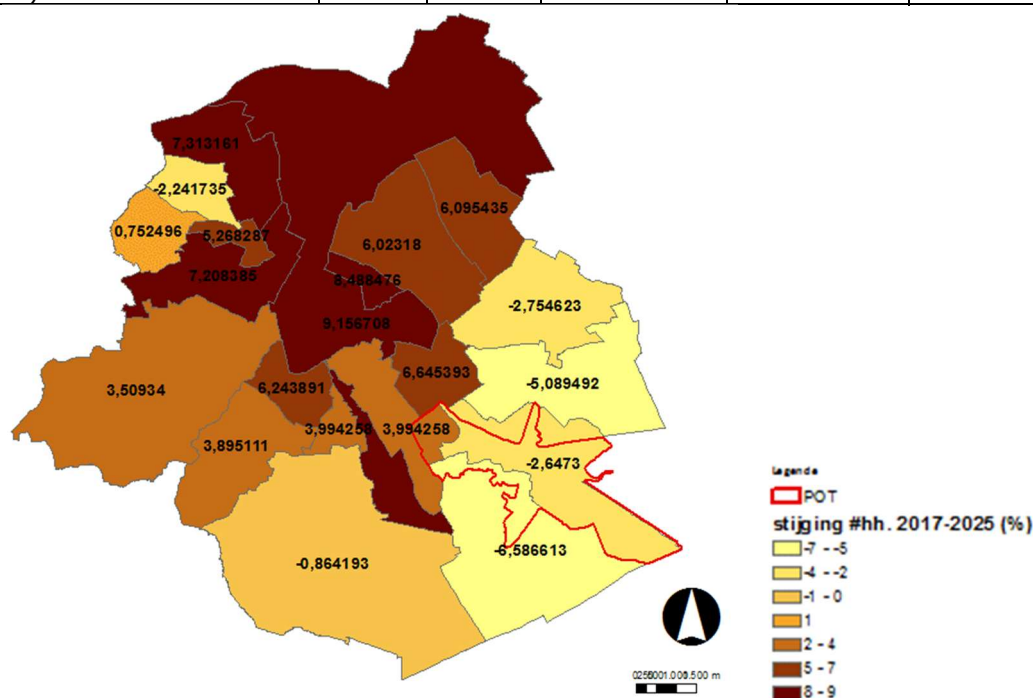 7,313161
-2,241735
6,095435
0,752496
5,268287
6,02318
7,208385
8,488476
-2,754623
9,156708
-5,089492
3,50934
6,243891
6,645393
3,895111
3,994258
3,994258
-2,6473
-6,586613
-0,864193
Legende
POT
stijging #hh. 2017-2025 (%)
-7 - -5
-4 - -2
-1 - 0
1
2 - 4
5 - 7
8 - 9